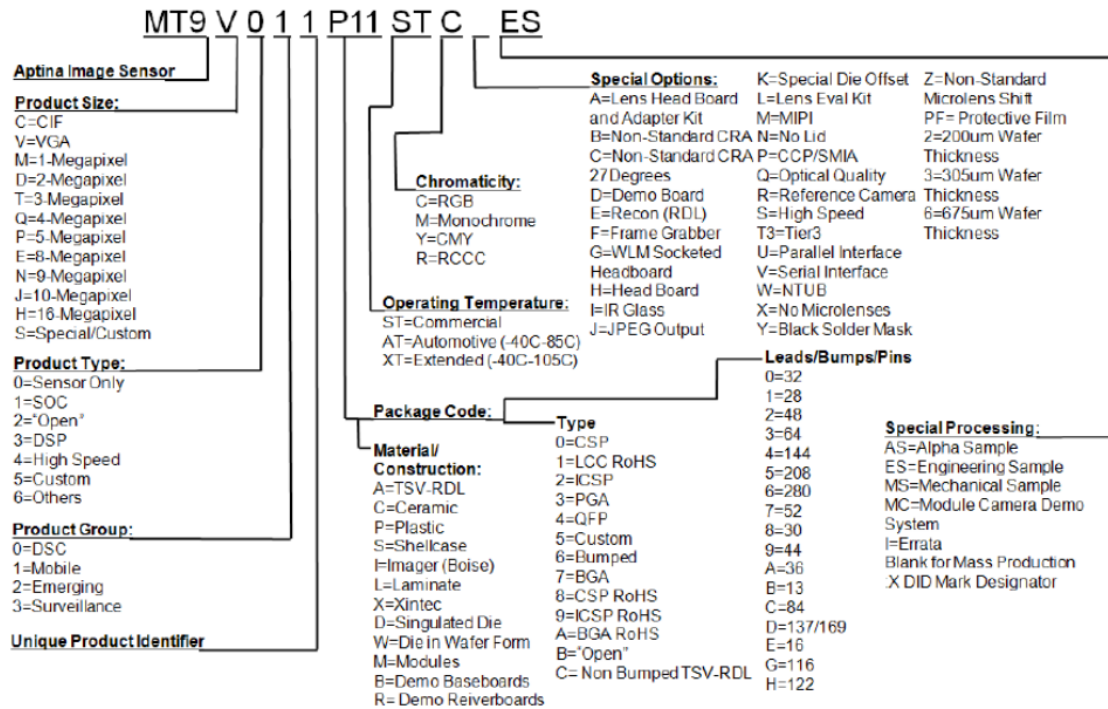 MT9 V 0 1 1 P11 ST C ES
Aptina Image Sensor
Product Size:
C=CIF
V=VGA
M=1-Megapixel
D=2-Megapixel
T=3-Megapixel
Q=4-Megapixel
P=5-Megapixel
E=8-Megapixel
N=9-Megapixel
J=10-Megapixel
H=16-Megapixel
S=Special/Custom
Product Type:
0=Sensor Only
1=SOC
2="Open"
3=DSP
4=High Speed
5=Custom
6=Others
Product Group:
0=DSC
1=Mobile
2=Emerging
3=Surveillance
Unique Product Identifier
Chromaticity:
C=RGB
M=Monochrome
Y=CMY
R=RCCC
Operating Temperature:
ST=Commercial
AT=Automotive (-40C-85C)
XT=Extended (-40C-105C)
Package Code:
Material/
Construction:
A=TSV-RDL
C=Ceramic
P=Plastic
S=Shellcase
I=Imager (Boise)
L=Laminate
X=Xintec
D=Singulated Die
W=Die in Wafer Form
M=Modules
B=Demo Baseboards
R= Demo Reiverboards
Type
0=CSP
1=LCC RoHS
2=ICSP
3=PGA
4=QFP
5=Custom
6=Bumped
7=BGA
8=CSP RoHS
9=ICSP RoHS
A=BGA RoHS
B="Open"
C= Non Bumped TSV-RDL
Special Options:
A=Lens Head Board
and Adapter Kit
B=Non-Standard CRA
C=Non-Standard CRA
27Degrees
D=Demo Board
E=Recon (RDL)
F=Frame Grabber
G=WLM Socketed
Headboard
H=Head Board
I=IR Glass
J=JPEG Output
K=Special Die Offset
L=Lens Eval Kit
M=MIPI
N=No Lid
P=CCP/SMIA
Q=Optical Quality
R=Reference Camera
S=High Speed
T3=Tier3
U=Parallel Interface
V=Serial Interface
W=NTUB
X=No Microlenses
Y=Black Solder Mask
Z=Non-Standard
Microlens Shift
PF= Protective Film
2=200um Wafer
Thickness
3=305um Wafer
Thickness
6=675um Wafer
Thickness
Leads/Bumps/Pins
0=32
1=28
2=48
3=64
4=144
5=208
6=280
7=52
8=30
9=44
A=36
B=13
C=84
D=137/169
E=16
G=116
H=122
Special Processing:
AS=Alpha Sample
ES=Engineering Sample
MS=Mechanical Sample
MC=Module Camera Demo
System
I=Errata
Blank for Mass Production
:X DID Mark Designator